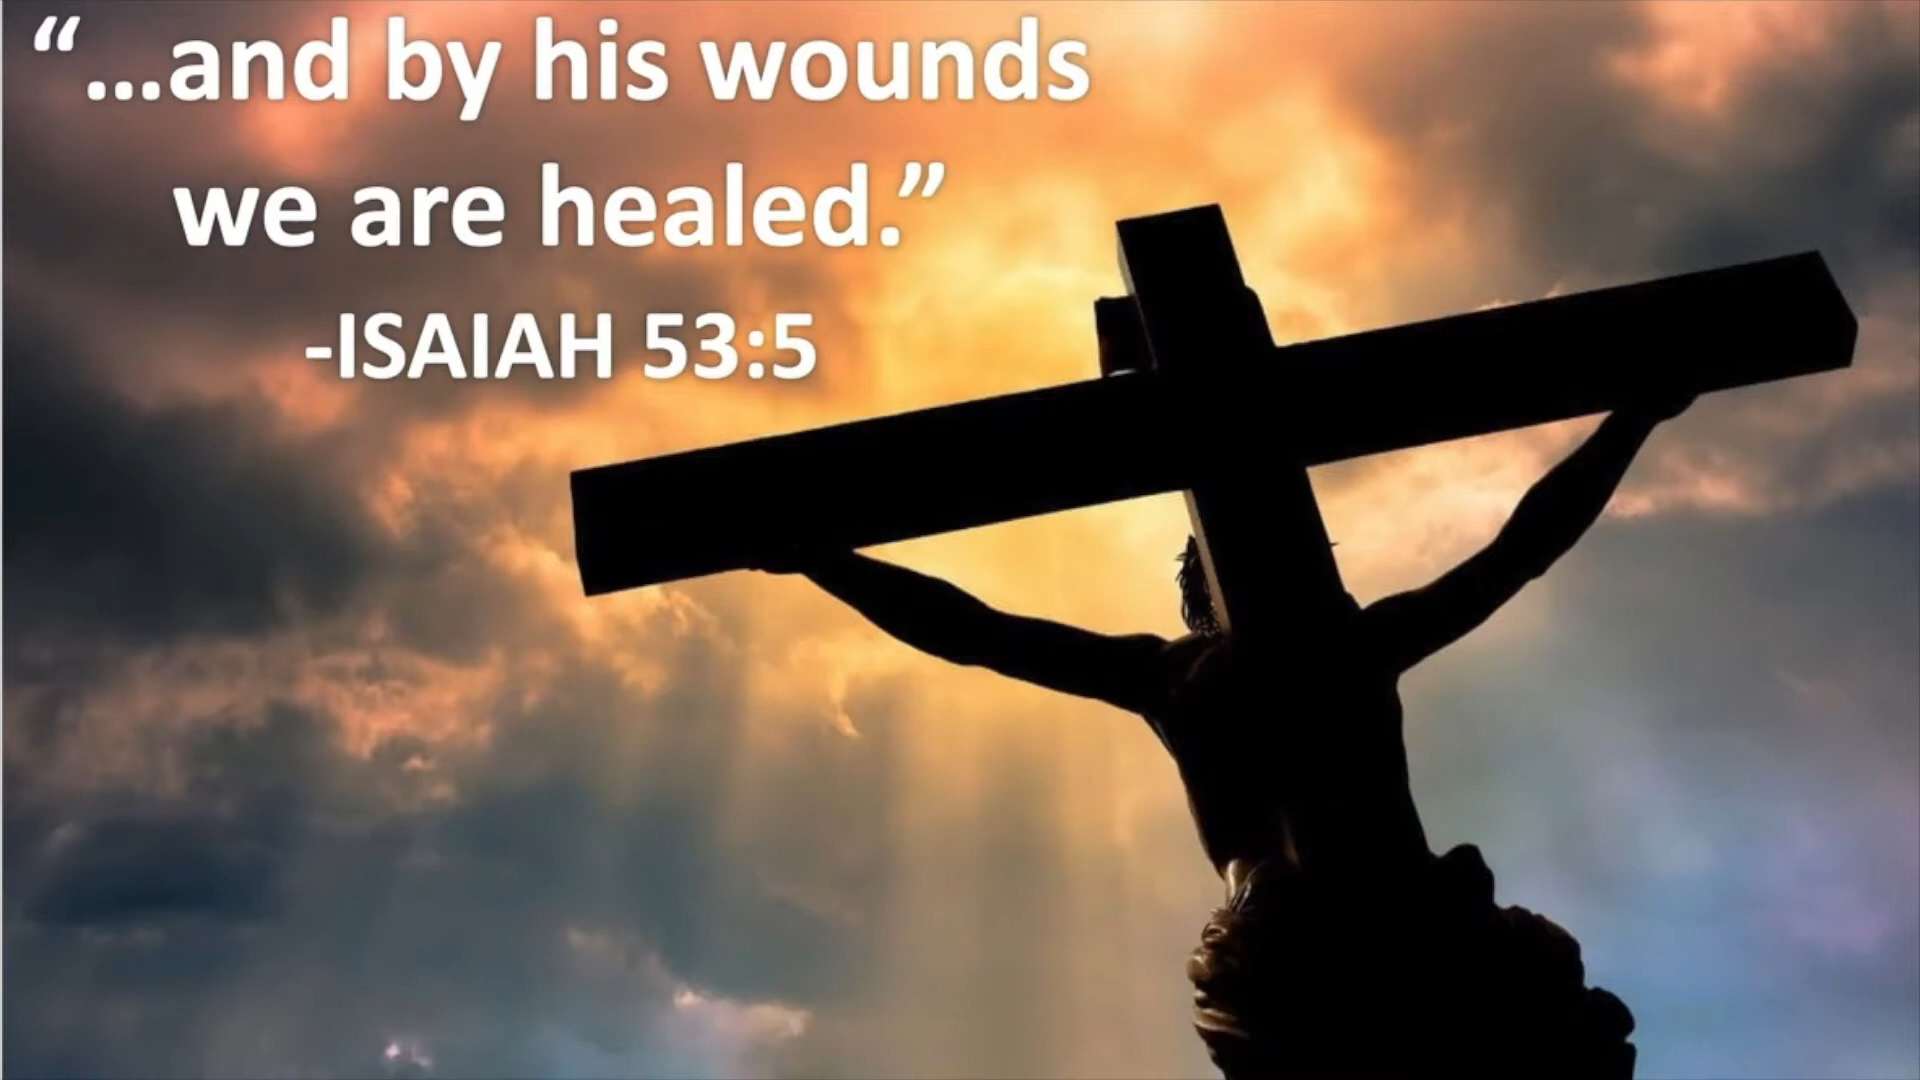 “...and by his wounds
we are healed.”
-ISAIAH 53:5